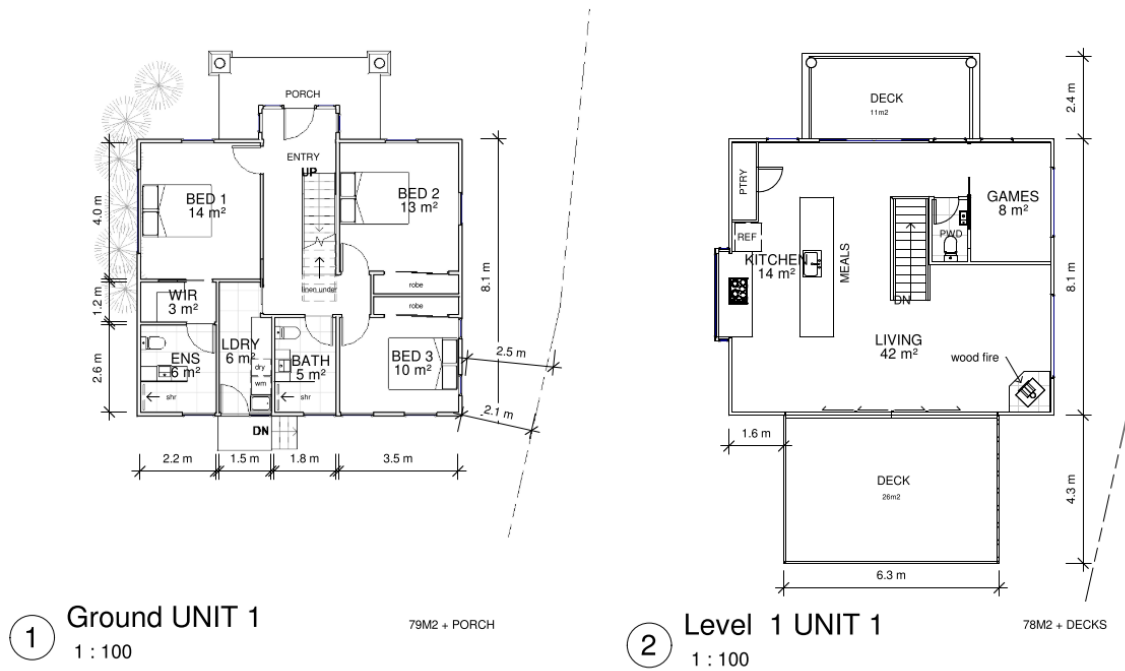 PORCH
ENTRY
UP
BED 1
14 m²
BED 2
13 m²
4.0 m
8.1 m
linen under
robe
robe
WIR
3 m²
1.2 m
LDRY
6 m²
ENS
6 m²
BATH
5 m²
BED 3
10 m²
dry
wm
shr
shr
2.6 m
2.5 m
2.1 m
DN
2.2 m
1.5 m
1.8 m
3.5 m
1
Ground UNIT 1
1 : 100
79M2 + PORCH
DECK
11m2
2.4 m
PTRY
GAMES
8 m²
PWD
REF
KITCHEN
14 m²
MEALS
8.1 m
DN
LIVING
42 m²
wood fire
1.6 m
DECK
26m2
4.3 m
6.3 m
2
Level 1 UNIT 1
1 : 100
78M2 + DECKS